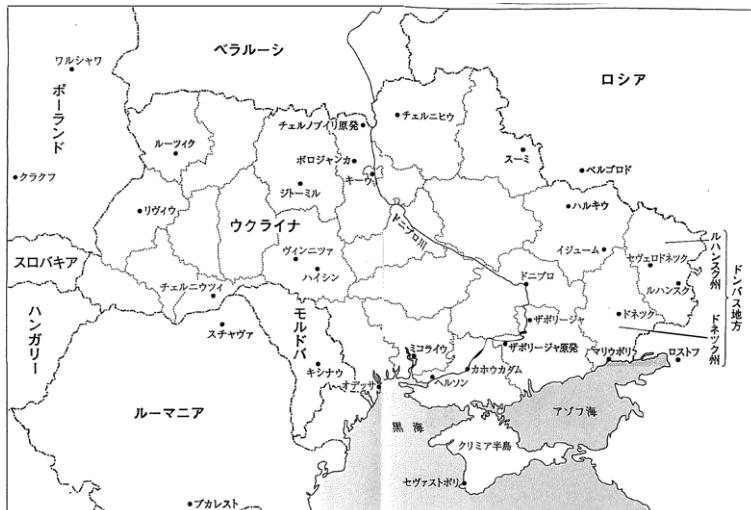 ベラルーシ
ワルシャワ
ロシア
ポーランド
チェルニヒウ
チェルノブイリ原発
ルーツィク
スーミ
ボロジャンカ
ベルゴロド
クラクフ
キーウ
ジトーミル
リヴィウ
ハルキウ
ウクライナ
ドニプロ川
イジューム
ルハンスク州
ヴィンニツァ
スロバキア
セヴェロドネツク
ハイシン
ドニプロ
ルハンスク
ドンバス地方
チェルニウツィ
ハンガリー
モルドバ
ドネツク
ザポリージャ
スチャヴァ
ドネツク州
ミコライウ
ザポリージャ原発
マリウポリ
ロストフ
キシナウ
カホウカダム
オデッサ
ヘルソン
ルーマニア
アゾフ海
黒海
クリミア半島
セヴァストポリ
ブカレスト